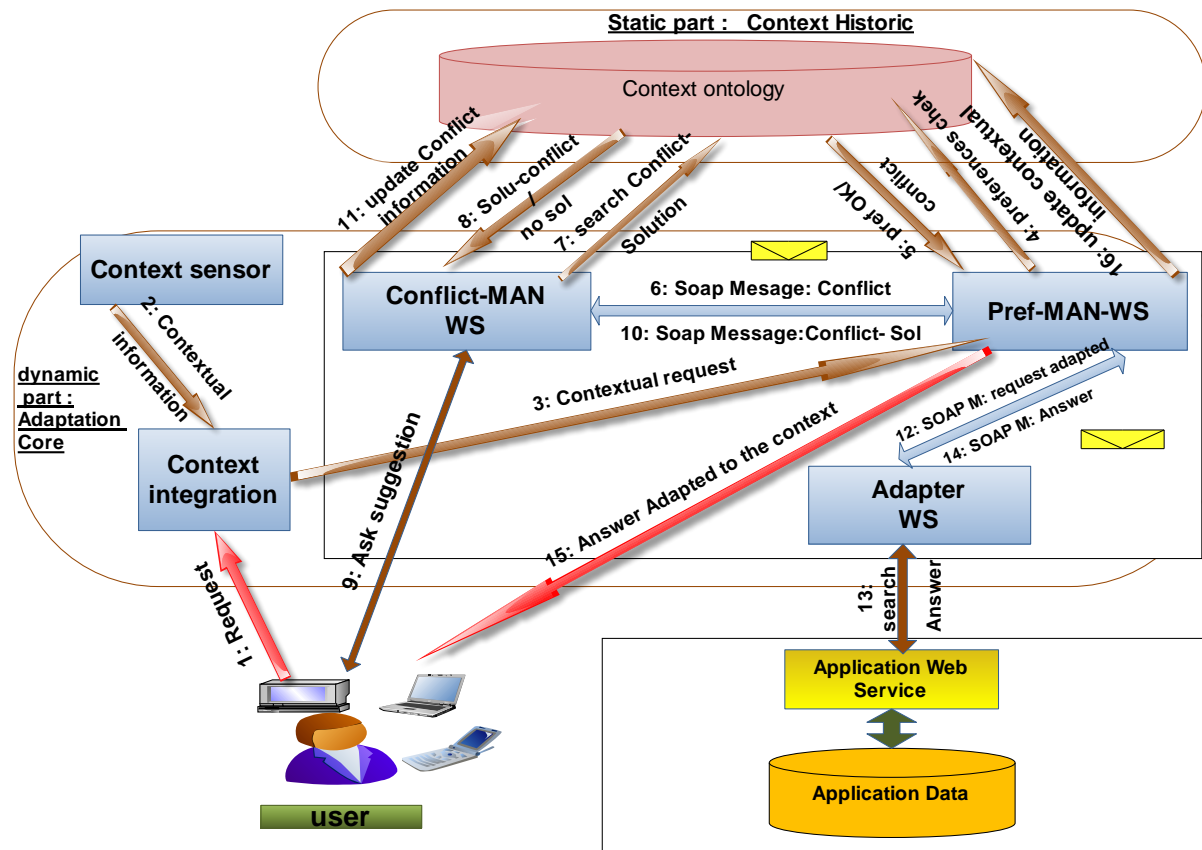 Static part :   Context Historic
Context ontology
11: update Conflict
information
8: Solu-conflict
/
no sol
7: search Conflict-
Solution
5: pref OK/
conflict
4: preferences chek
16: update contextual
Information
Context sensor
2: Contextual
information
dynamic
part :
Adaptation
Core
Conflict-MAN
WS
6: Soap Mesage: Conflict
10: Soap Message:Conflict- Sol
Pref-MAN-WS
3: Contextual request
12: SOAP M: request adapted
14: SOAP M: Answer
Context
integration
9: Ask suggestion
15: Answer Adapted to the context
Adapter
WS
1: Request
13:
search
Answer
Application Web
Service
Application Data
user